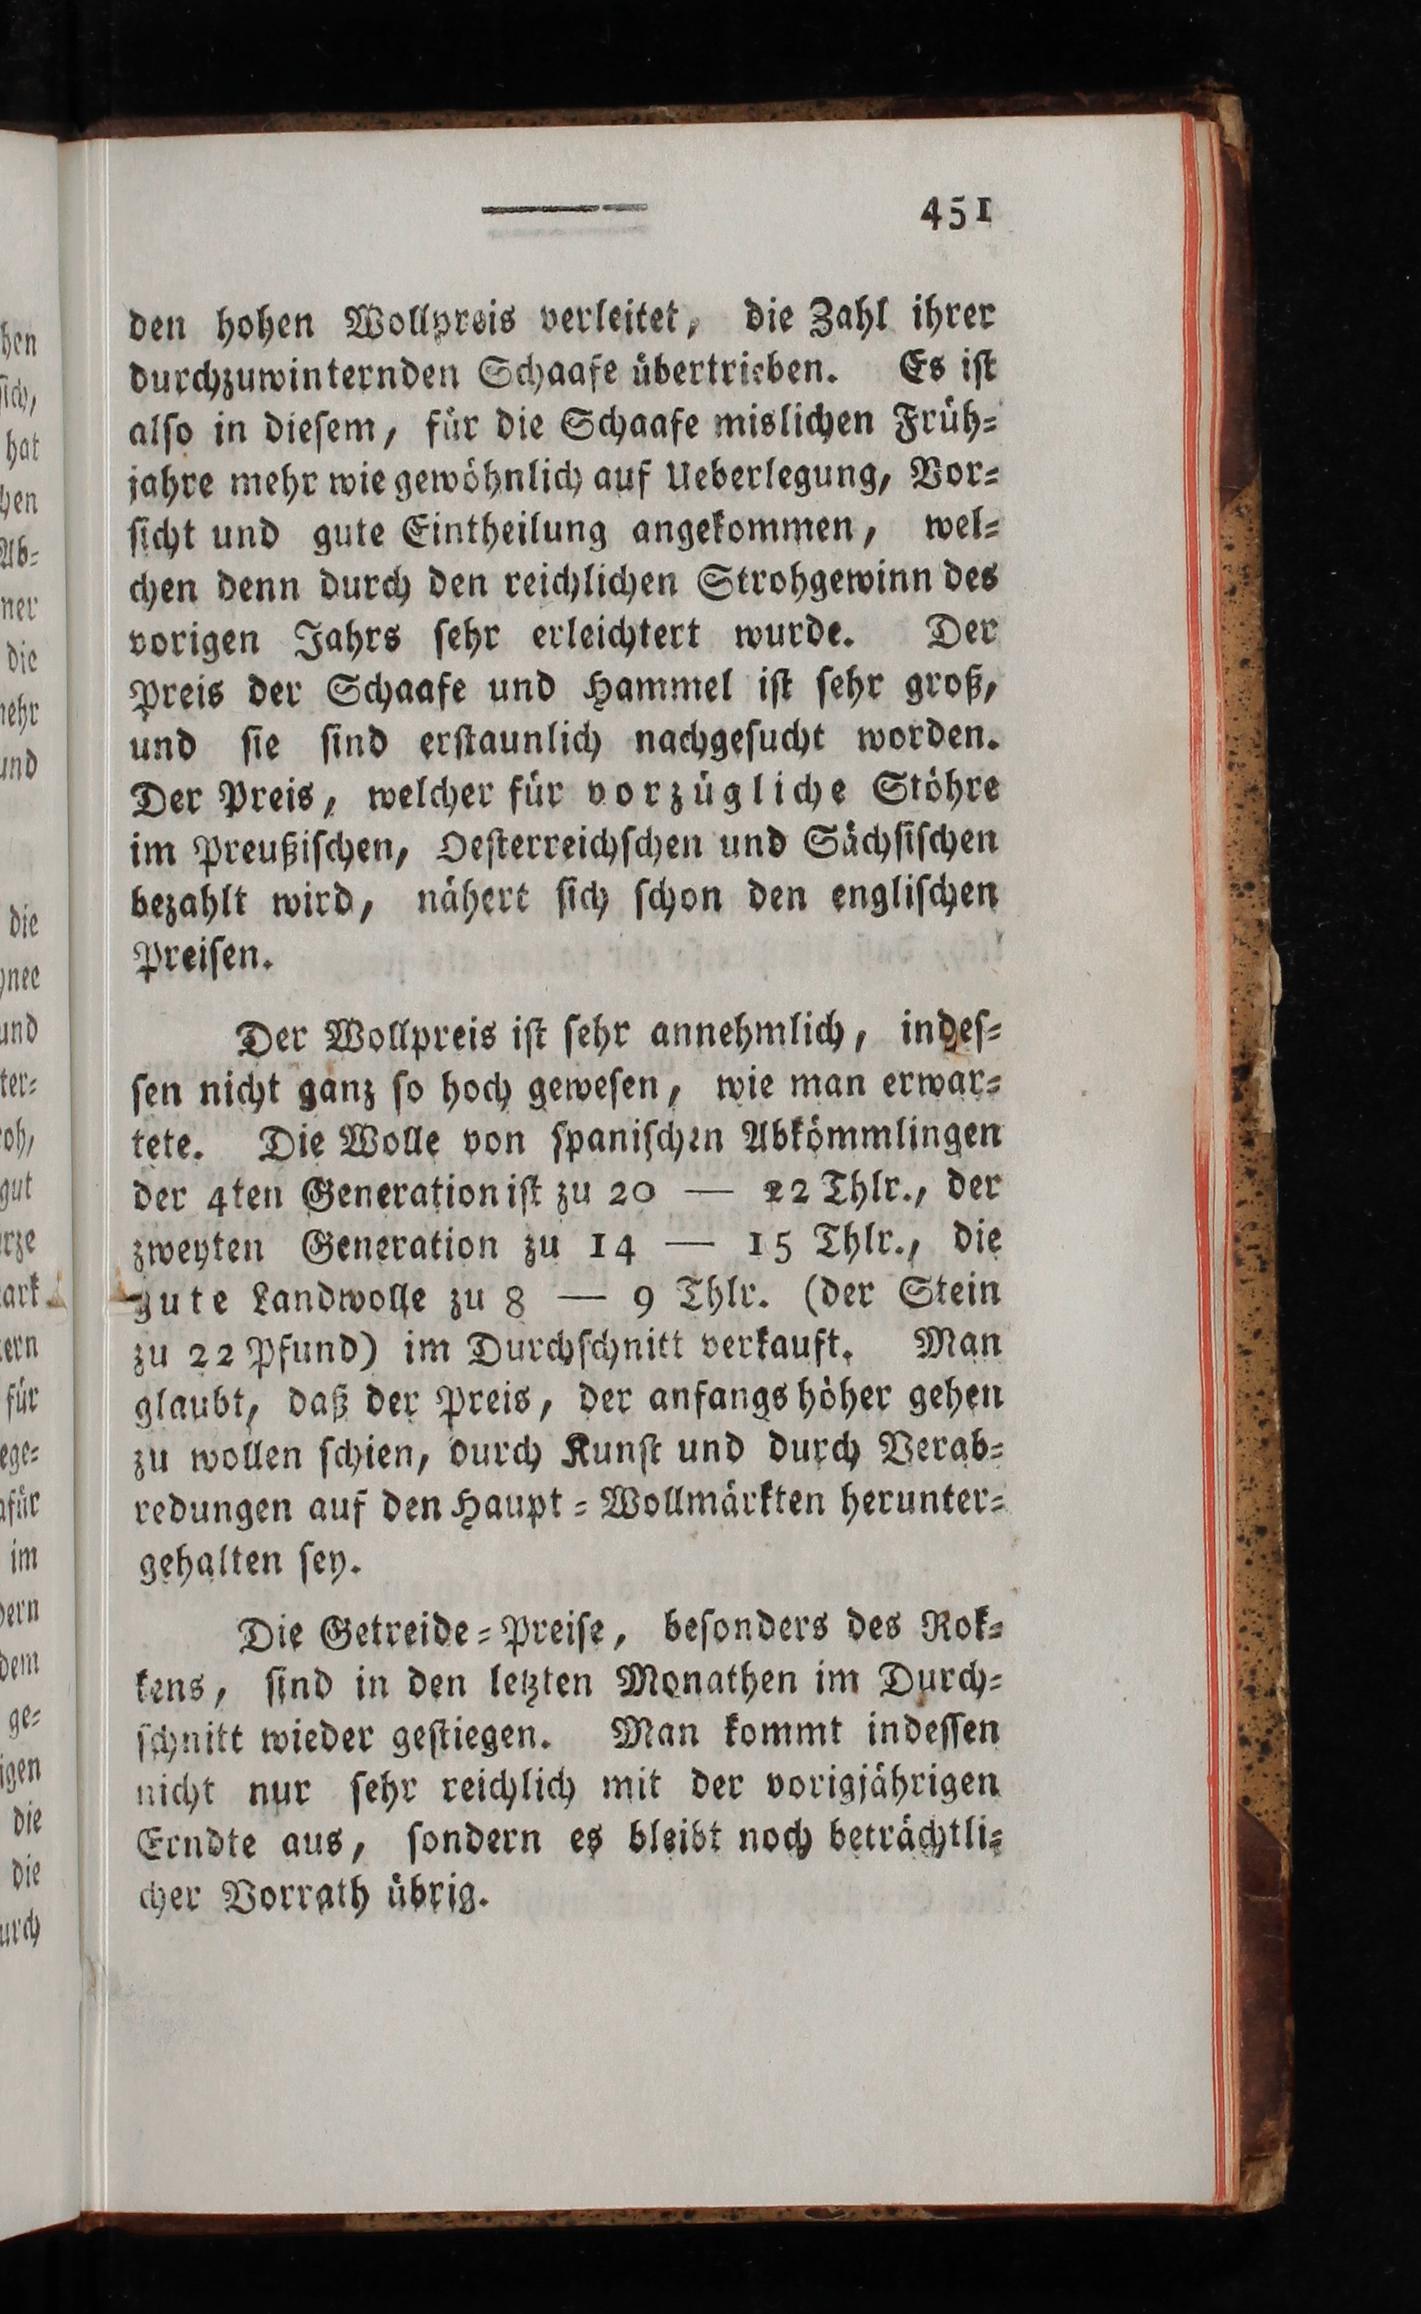 451
den hohen Wollpreis verleitet, die Zahl ihrer
durchzuwinternden Schaafe übertrieben. Es iſt
alſo in dieſem, für die Schaafe mislichen Früh⸗
jahre mehr wie gewöhnlich auf Ueberlegung, Vor⸗
ſicht und gute Eintheilung angekommen, wel⸗
chen denn durch den reichlichen Strohgewinn des
vorigen Jahrs ſehr erleichtert wurde. Der
Preis der Schaafe und Hammel iſt ſehr groß,
und ſie ſind erſtaunlich nachgeſucht worden.
Der Preis, welcher für vorzügliche Stöhre
im Preußiſchen, Oeſterreichſchen und Sächſiſchen
bezahlt wird, nähert ſich ſchon den engliſchen
Preiſen.
Der Wollpreis iſt ſehr annehmlich, indeſ⸗
ſen nicht ganz ſo hoch geweſen, wie man erwar⸗
tete. Die Wolle von ſpaniſchen Abkömmlingen
der 4ten Generation iſt zu 20 — 22 Thlr., der
zweyten Generation zu 14 — 15 Thlr., die
gute Landwolle zu 8 — 9 Thlr. (der Stein
zu 22 Pfund) im Durchſchnitt verkauft. Man
glaubt, daß der Preis, der anfangs höher gehen
zu wollen ſchien, durch Kunſt und durch Verab⸗
redungen auf den Haupt⸗Wollmärkten herunter⸗
gehalten ſey.
Die Getreide⸗Preiſe, beſonders des Rok⸗
kens, ſind in den letzten Monathen im Durch⸗
ſchnitt wieder geſtiegen. Man kommt indeſſen
nicht nur ſehr reichlich mit der vorigjährigen
Erndte aus, ſondern es bleibt noch beträchtli⸗
cher Vorrath übrig.